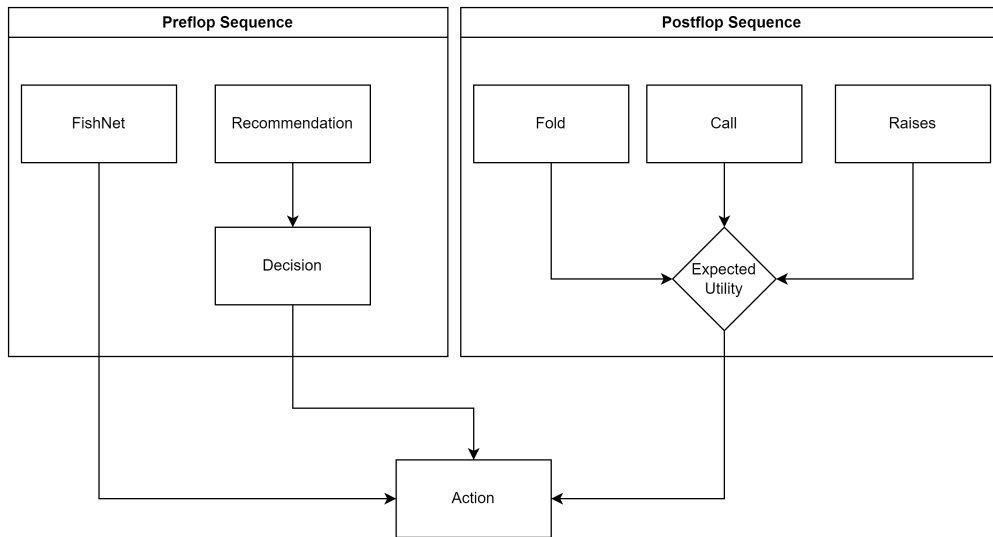 Preflop Sequence
Postflop Sequence
FishNet
Recommendation
Fold
Call
Raises
Decision
Expected
Utility
Action